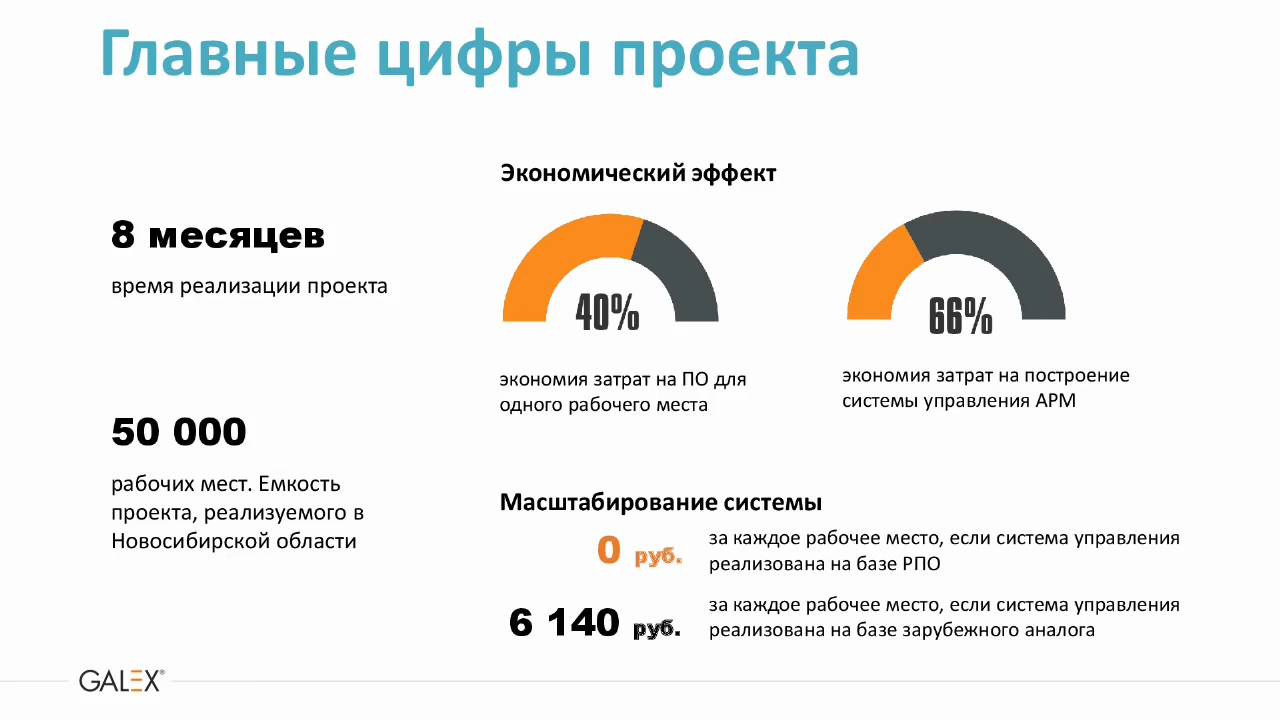 Главные цифры проекта
8 месяцев
время реализации проекта
50 000
рабочих мест. Емкость
проекта, реализуемого в
Новосибирской области
Экономический эффект
40%
экономия затрат на ПО для
одного рабочего места
66%
экономия затрат на построение
системы управления АРМ
Масштабирование системы
0 руб.
за каждое рабочее место, если система управления
реализована на базе РПО
6 140 руб.
за каждое рабочее место, если система управления
реализована на базе зарубежного аналога
GALEX®